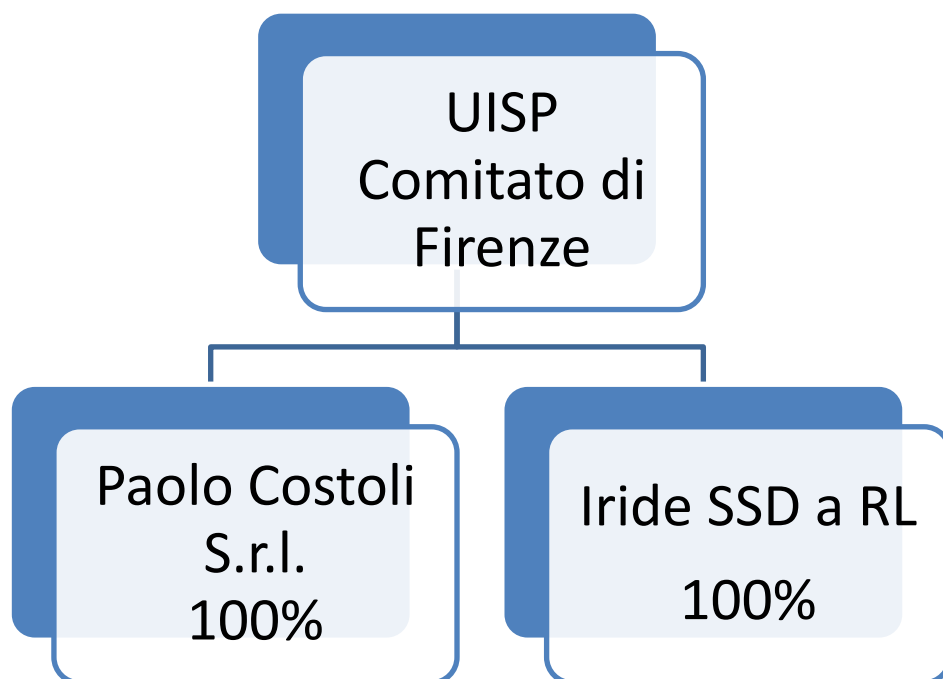 UISP
Comitato di
Firenze
Paolo Costoli
S.r.l.
100%
Iride SSD a RL
100%